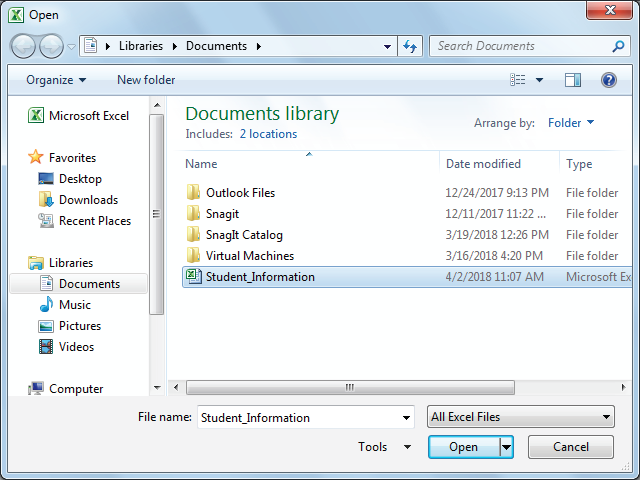 Open
Libraries Documents
Search Documents
Organize New folder
Microsoft Excel
Favorites
Desktop
Downloads
Recent Places
Libraries
Documents
Music
Pictures
Videos
Computer
Documents library
Includes: 2 locations
Arrange by: Folder
Name Date modified Type
Outlook Files 12/24/2017 9:13 PM File folder
Snagit 12/11/2017 11:22 ... File folder
SnagIt Catalog 3/19/2018 12:26 PM File folder
Virtual Machines 3/16/2018 4:20 PM File folder
Student_Information 4/2/2018 11:07 AM Microsoft Ex
File name: Student_Information All Excel Files
Tools Open Cancel